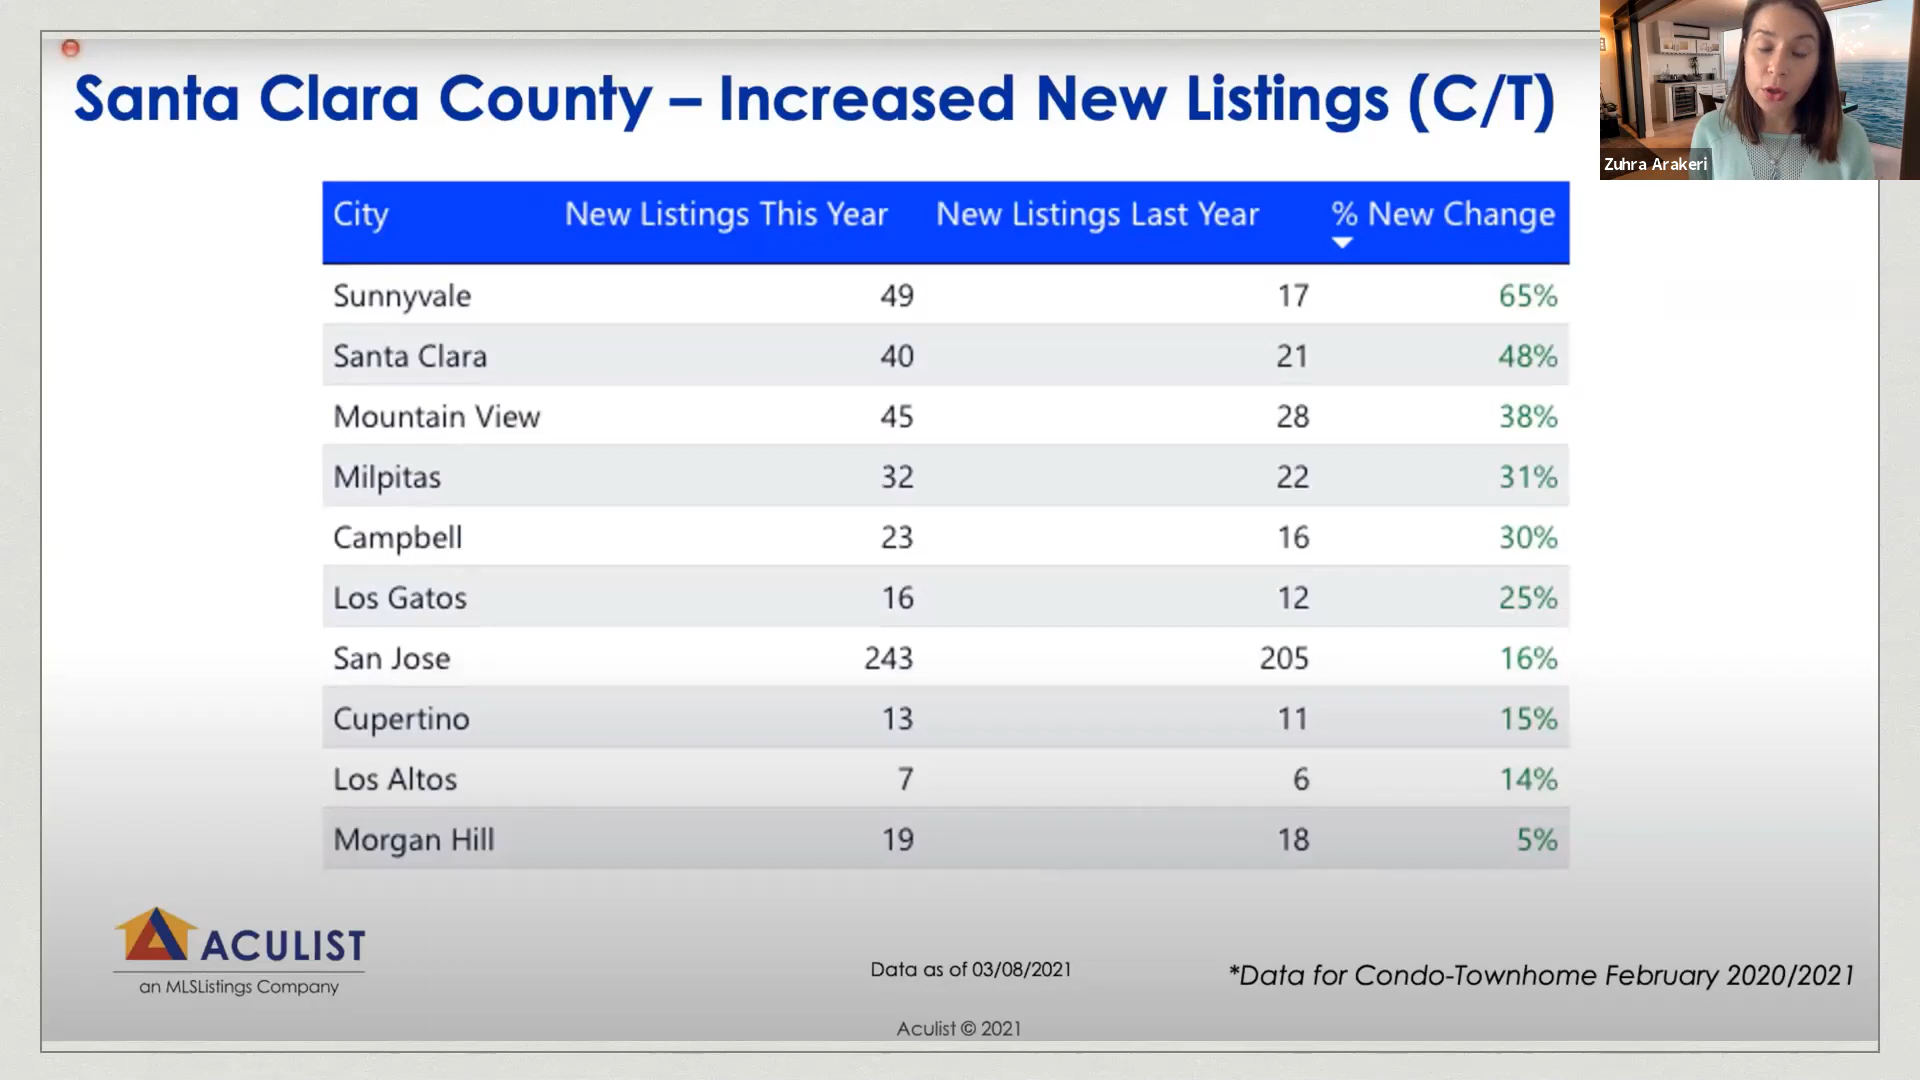 Santa Clara County – Increased New Listings (C/T)
Zuhra Arakeri
City New Listings This Year New Listings Last Year % New Change
Sunnyvale 49 17 65%
Santa Clara 40 21 48%
Mountain View 45 28 38%
Milpitas 32 22 31%
Campbell 23 16 30%
Los Gatos 16 12 25%
San Jose 243 205 16%
Cupertino 13 11 15%
Los Altos 7 6 14%
Morgan Hill 19 18 5%
ACULIST
an MLSListings Company
Data as of 03/08/2021
*Data for Condo-Townhome February 2020/2021
Aculist © 2021